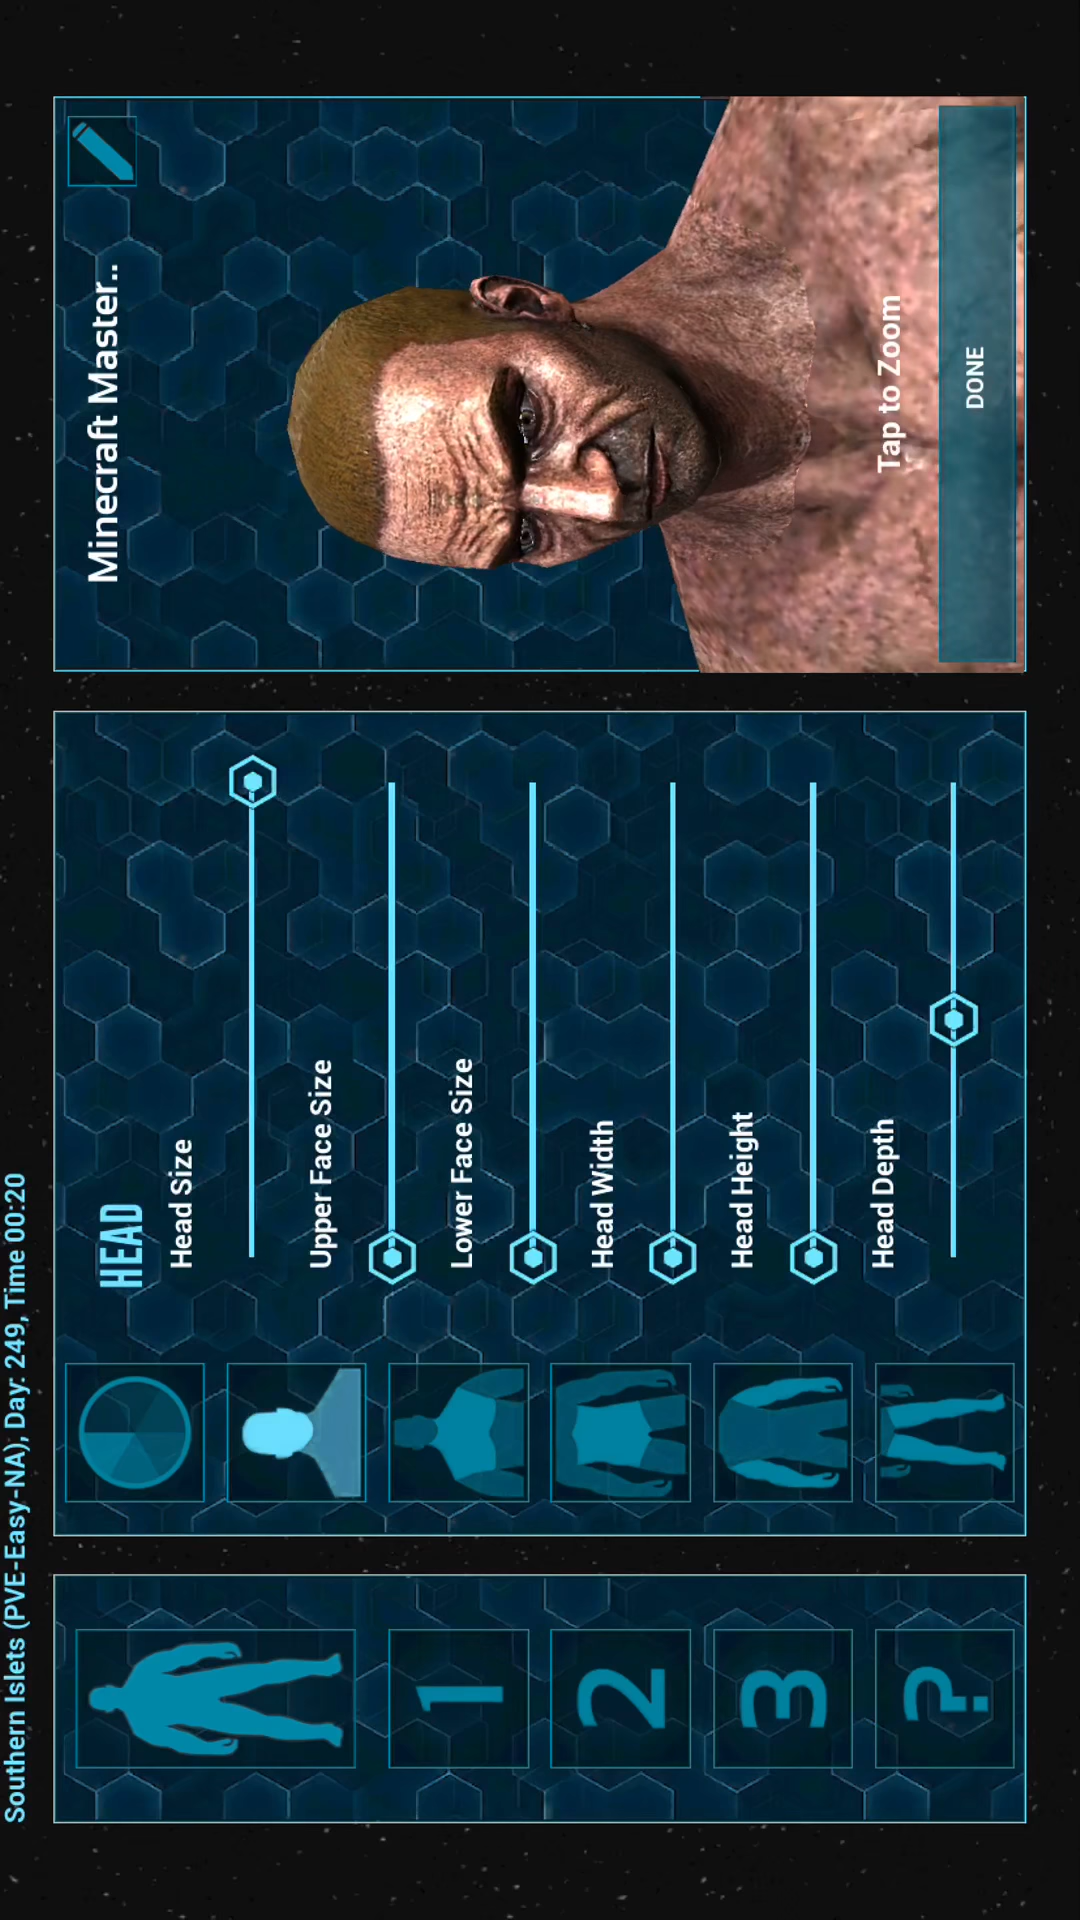 Southern Islets (PVE-Easy-NA), Day: 249, Time 00:20
1
2
3
?
HEAD
Head Size
Upper Face Size
Lower Face Size
Head Width
Head Height
Head Depth
Minecraft Master..
Tap to Zoom
DONE